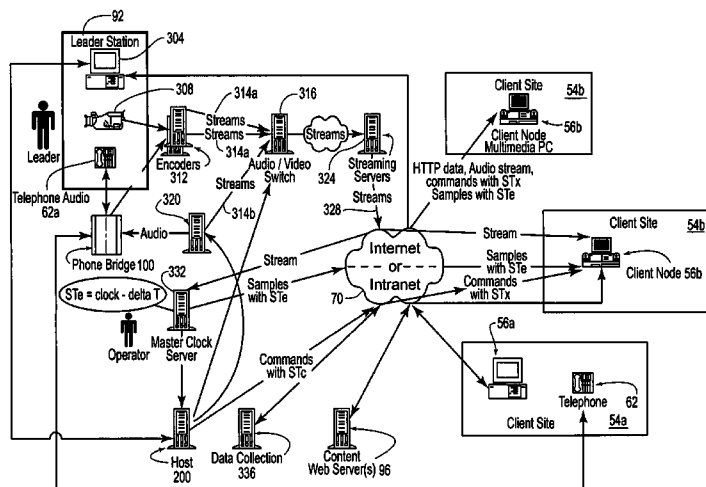 92
Leader Station
304
308
Leader
Telephone Audio
62a
Phone Bridge 100
Encoders
312
314a
Streams
Streams
314a
Streams
314b
316
Audio / Video
Switch
Streams
324
Streaming
Servers
Streams
328
320
Audio
332
STe = clock - delta T
Operator
Master Clock
Server
Stream
Samples
with STe
Commands
with STc
Internet
or
Intranet
70
Host
200
Data Collection
336
Content
Web Server(s) 96
Client Site
54b
Client Node
Multimedia PC
56b
HTTP data, Audio stream,
commands with STx
Samples with STe
Client Site
54b
Client Node 56b
Stream
Samples
with STe
Commands
with STx
56a
Telephone
62
Client Site
54a